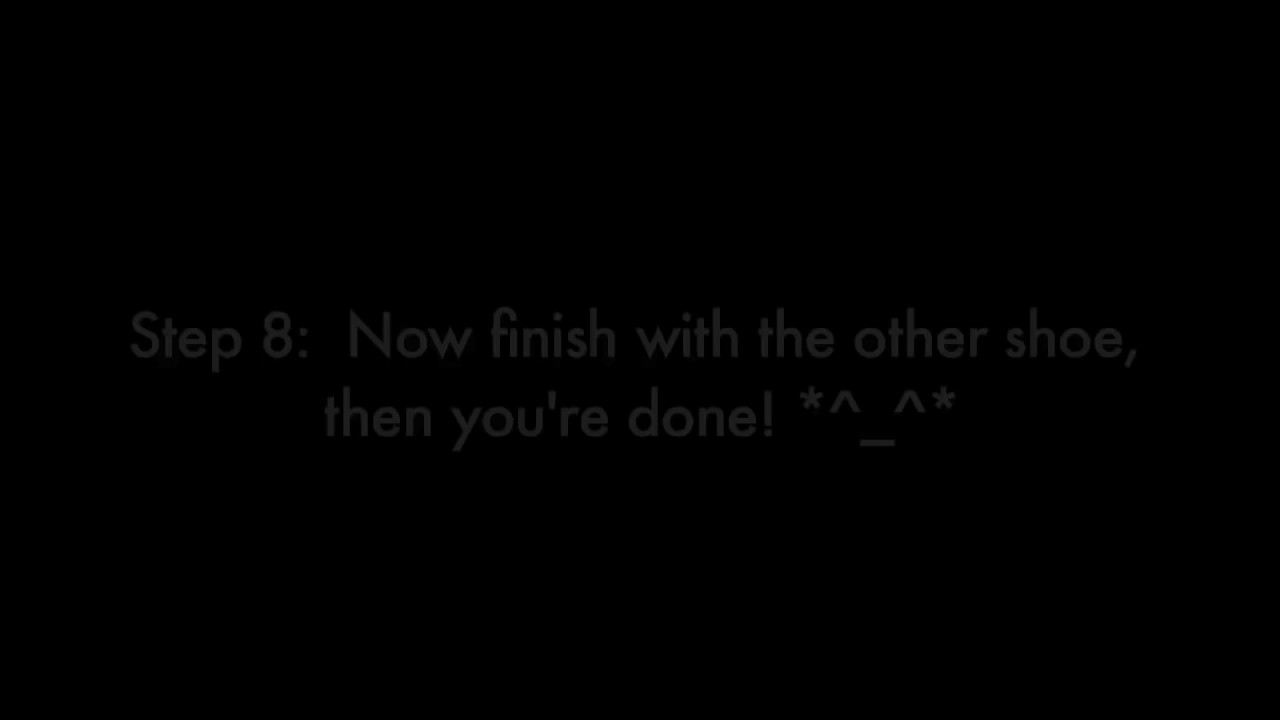 Step 8:  Now finish with the other shoe,
then you're done!  *^_^*